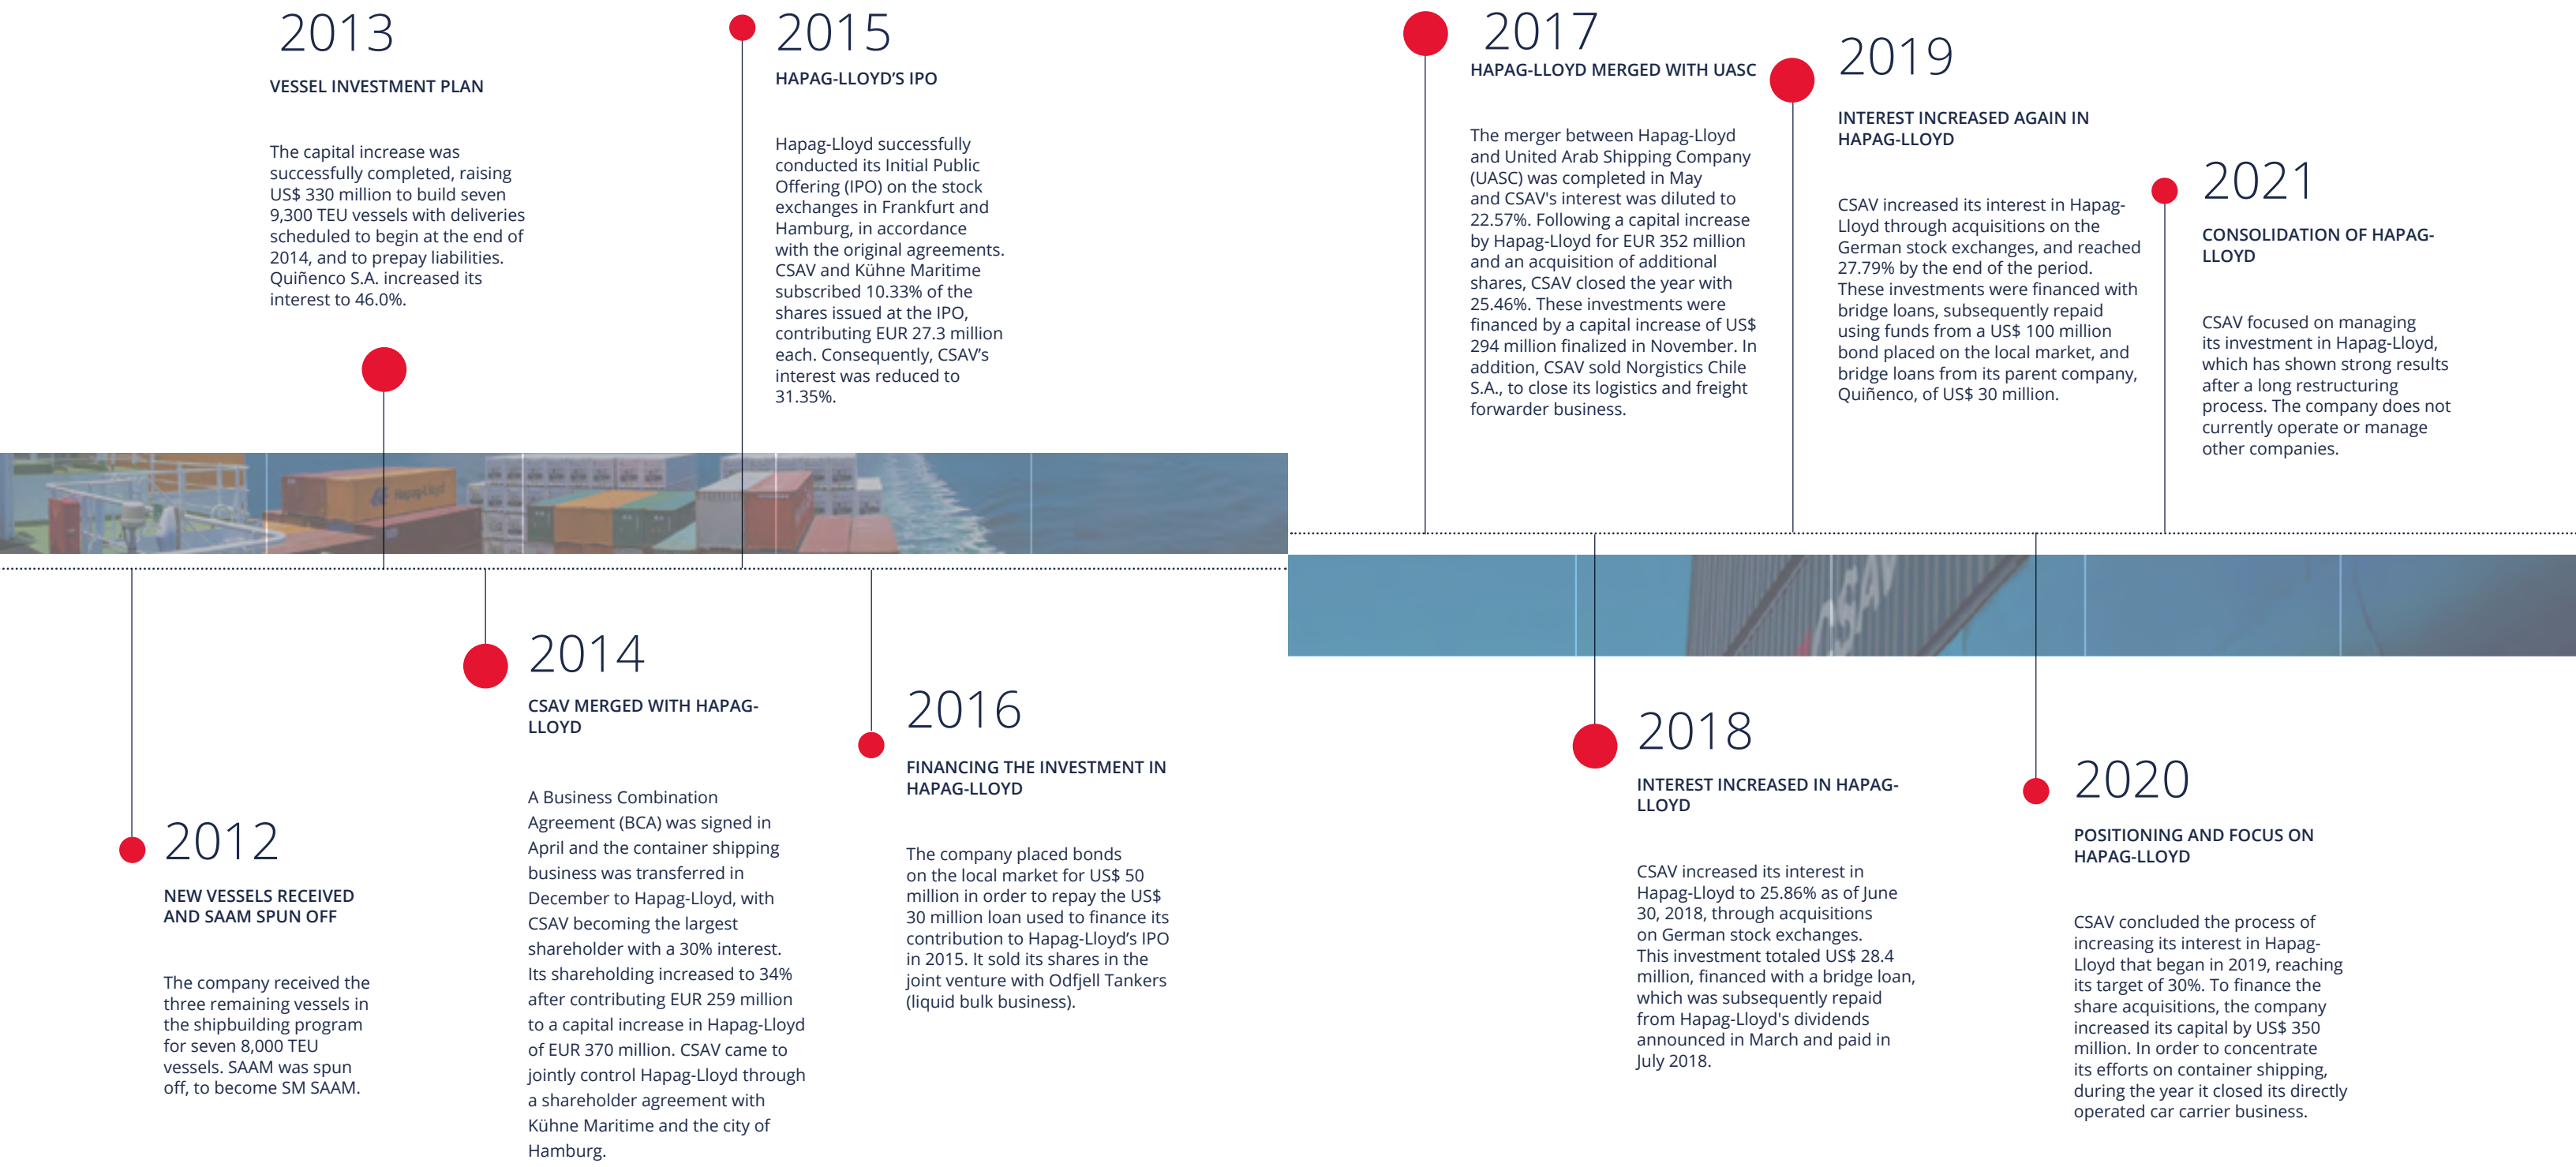 2013
VESSEL INVESTMENT PLAN
The capital increase was
successfully completed, raising
US$ 330 million to build seven
9,300 TEU vessels with deliveries
scheduled to begin at the end of
2014, and to prepay liabilities.
Quiñenco S.A. increased its
interest to 46.0%.
2015
HAPAG-LLOYD’S IPO
Hapag-Lloyd successfully
conducted its Initial Public
Offering (IPO) on the stock
exchanges in Frankfurt and
Hamburg, in accordance
with the original agreements.
CSAV and Kühne Maritime
subscribed 10.33% of the
shares issued at the IPO,
contributing EUR 27.3 million
each. Consequently, CSAV’s
interest was reduced to
31.35%.
2017
HAPAG-LLOYD MERGED WITH UASC
The merger between Hapag-Lloyd
and United Arab Shipping Company
(UASC) was completed in May
and CSAV's interest was diluted to
22.57%. Following a capital increase
by Hapag-Lloyd for EUR 352 million
and an acquisition of additional
shares, CSAV closed the year with
25.46%. These investments were
financed by a capital increase of US$
294 million finalized in November. In
addition, CSAV sold Norgistics Chile
S.A., to close its logistics and freight
forwarder business.
2019
INTEREST INCREASED AGAIN IN
HAPAG-LLOYD
CSAV increased its interest in Hapag-
Lloyd through acquisitions on the
German stock exchanges, and reached
27.79% by the end of the period.
These investments were financed with
bridge loans, subsequently repaid
using funds from a US$ 100 million
bond placed on the local market, and
bridge loans from its parent company,
Quiñenco, of US$ 30 million.
2021
CONSOLIDATION OF HAPAG-
LLOYD
CSAV focused on managing
its investment in Hapag-Lloyd,
which has shown strong results
after a long restructuring
process. The company does not
currently operate or manage
other companies.
Hapag-Lloyd
CSAV
2012
NEW VESSELS RECEIVED
AND SAAM SPUN OFF
The company received the
three remaining vessels in
the shipbuilding program
for seven 8,000 TEU
vessels. SAAM was spun
off, to become SM SAAM.
2014
CSAV MERGED WITH HAPAG-
LLOYD
A Business Combination
Agreement (BCA) was signed in
April and the container shipping
business was transferred in
December to Hapag-Lloyd, with
CSAV becoming the largest
shareholder with a 30% interest.
Its shareholding increased to 34%
after contributing EUR 259 million
to a capital increase in Hapag-Lloyd
of EUR 370 million. CSAV came to
jointly control Hapag-Lloyd through
a shareholder agreement with
Kühne Maritime and the city of
Hamburg.
2016
FINANCING THE INVESTMENT IN
HAPAG-LLOYD
The company placed bonds
on the local market for US$ 50
million in order to repay the US$
30 million loan used to finance its
contribution to Hapag-Lloyd’s IPO
in 2015. It sold its shares in the
joint venture with Odfjell Tankers
(liquid bulk business).
2018
INTEREST INCREASED IN HAPAG-
LLOYD
CSAV increased its interest in
Hapag-Lloyd to 25.86% as of June
30, 2018, through acquisitions
on German stock exchanges.
This investment totaled US$ 28.4
million, financed with a bridge loan,
which was subsequently repaid
from Hapag-Lloyd's dividends
announced in March and paid in
July 2018.
2020
POSITIONING AND FOCUS ON
HAPAG-LLOYD
CSAV concluded the process of
increasing its interest in Hapag-
Lloyd that began in 2019, reaching
its target of 30%. To finance the
share acquisitions, the company
increased its capital by US$ 350
million. In order to concentrate
its efforts on container shipping,
during the year it closed its directly
operated car carrier business.